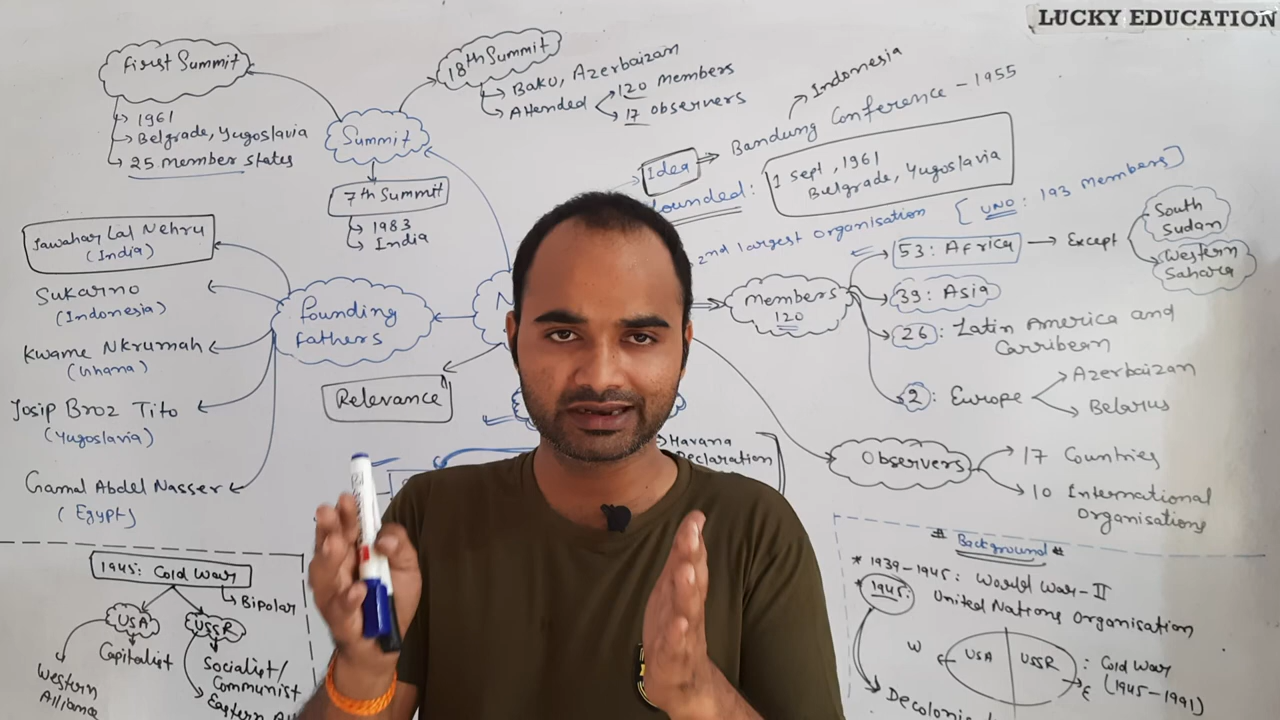 LUCKY EDUCATION
First Summit
1961
Belgrade, Yugoslavia
25 member states
Summit
18th Summit
Baku, Azerbaizan
Attended
120 Members
17 Observers
7th Summit
1983
India
Idea
Bandung Conference - 1955
Indonesia
founded:
1 Sept, 1961
Bulgrade, Yugoslavia
2nd largest Organisation [UNO: 193 Members]
Members
120
53: Africa
Except
South
Sudan
Western
Sahara
39: Asia
26: Latin America and
Carribean
2: Europe
Azerbaizan
Belarus
Observers
17 Countries
10 International
Organisations
founding
fathers
Jawahar Lal Nehru
(India)
Sukarno
(Indonesia)
Kwame Nkrumah
(Ghana)
Josip Broz Tito
(Yugoslavia)
Gamal Abdel Nasser
(Egypt)
Relevance
Havana
Declaration
1945: Cold War
Bipolar
USA
USSR
Capitalist
Western
Alliance
Socialist/
Communist
Eastern
# Background #
* 1939-1945: World War-II
* 1945: United Nations Organisation
W
USA
USSR
E
: Cold War
(1945-1991)